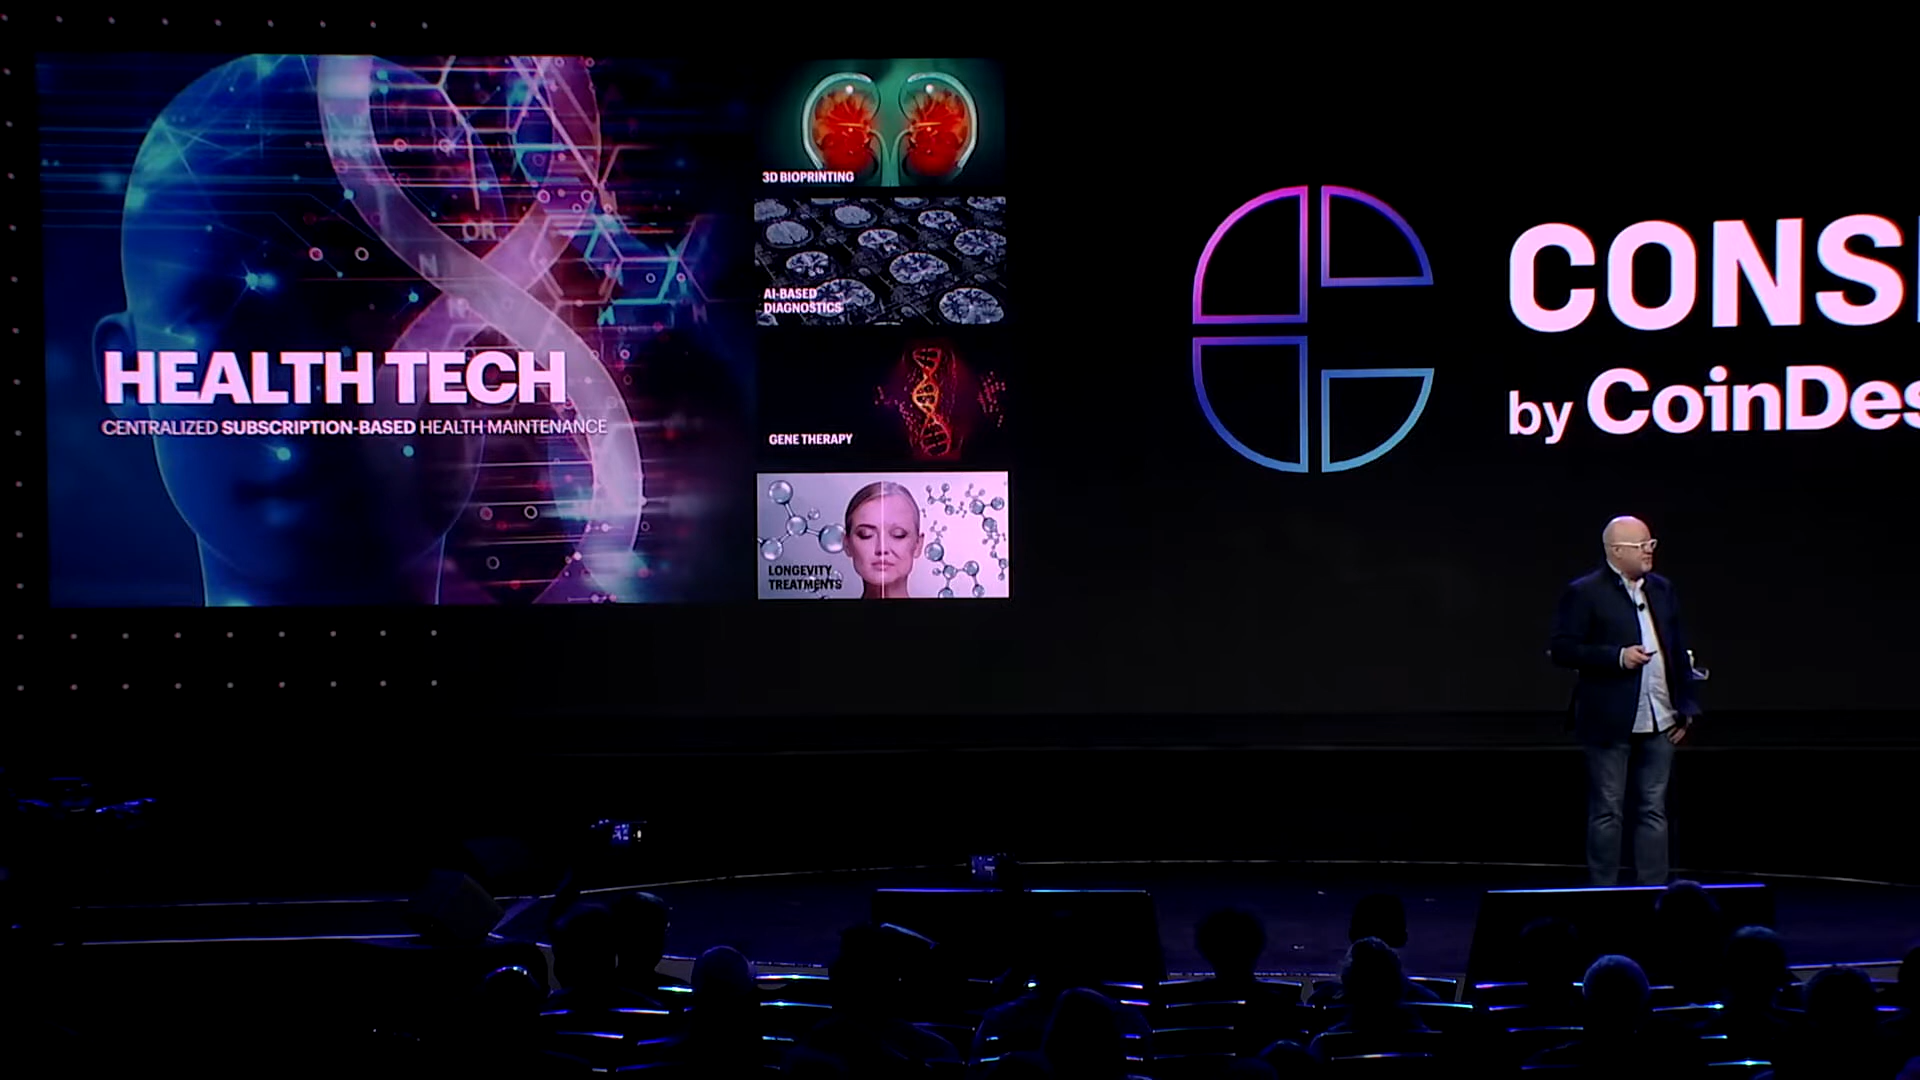 HEALTH TECH
CENTRALIZED SUBSCRIPTION-BASED HEALTH MAINTENANCE
3D BIOPRINTING
AI-BASED
DIAGNOSTICS
GENE THERAPY
LONGEVITY
TREATMENTS
CONS
by CoinDes